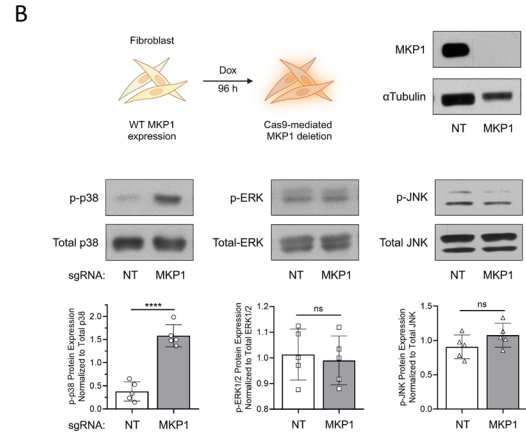 B
Fibroblast
Dox
96 h
WT MKP1
expression
Cas9-mediated
MKP1 deletion
MKP1
αTubulin
NT MKP1
p-p38
Total p38
sgRNA: NT MKP1
p-ERK
Total-ERK
NT MKP1
p-JNK
Total JNK
NT MKP1
p-p38 Protein Expression
Normalized to Total p38
2.0
1.5
1.0
0.5
0.0
****
sgRNA: NT MKP1
p-ERK1/2 Protein Expression
Normalized to Total ERK1/2
1.2
1.1
1.0
0.9
0.8
ns
NT MKP1
p-JNK Protein Expression
Normalized to Total JNK
1.5
1.0
0.5
0.0
ns
NT MKP1